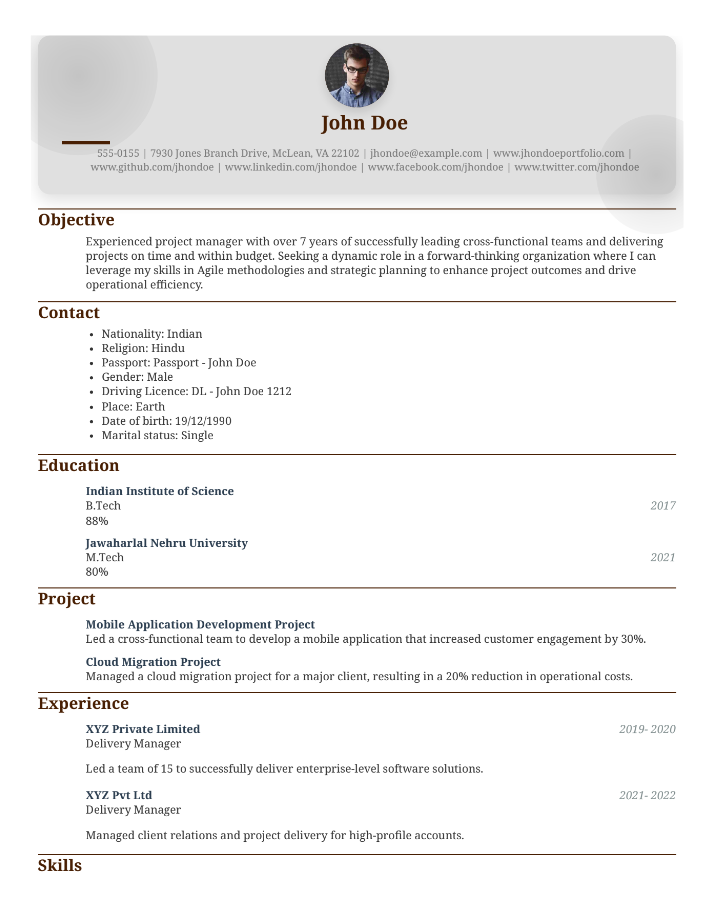 John Doe
555-0155 | 7930 Jones Branch Drive, McLean, VA 22102 | jhondoe@example.com | www.jhondoeportfolio.com |
www.github.com/jhondoe | www.linkedin.com/jhondoe | www.facebook.com/jhondoe | www.twitter.com/jhondoe
Objective
Experienced project manager with over 7 years of successfully leading cross-functional teams and delivering
projects on time and within budget. Seeking a dynamic role in a forward-thinking organization where I can
leverage my skills in Agile methodologies and strategic planning to enhance project outcomes and drive
operational efficiency.
Contact
• Nationality: Indian
• Religion: Hindu
• Passport: Passport - John Doe
• Gender: Male
• Driving Licence: DL - John Doe 1212
• Place: Earth
• Date of birth: 19/12/1990
• Marital status: Single
Education
Indian Institute of Science
B.Tech 2017
88%
Jawaharlal Nehru University
M.Tech 2021
80%
Project
Mobile Application Development Project
Led a cross-functional team to develop a mobile application that increased customer engagement by 30%.
Cloud Migration Project
Managed a cloud migration project for a major client, resulting in a 20% reduction in operational costs.
Experience
XYZ Private Limited 2019- 2020
Delivery Manager
Led a team of 15 to successfully deliver enterprise-level software solutions.
XYZ Pvt Ltd 2021- 2022
Delivery Manager
Managed client relations and project delivery for high-profile accounts.
Skills